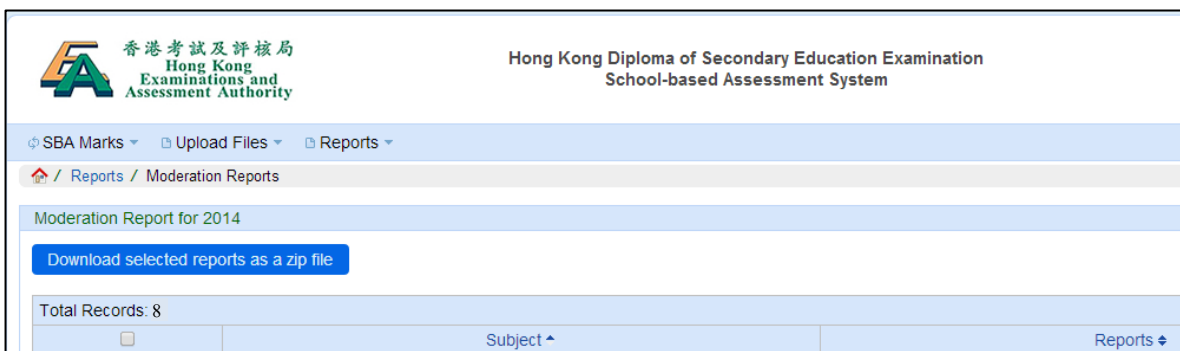 香港考試及評核局
Hong Kong
Examinations and
Assessment Authority
Hong Kong Diploma of Secondary Education Examination
School-based Assessment System
SBA Marks Upload Files Reports
/ Reports / Moderation Reports
Moderation Report for 2014
Download selected reports as a zip file
Total Records: 8
Subject Reports